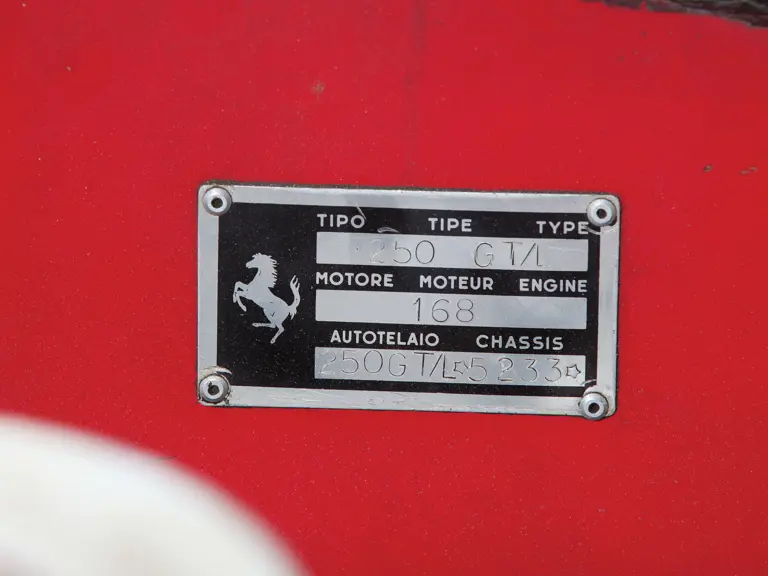 TIPO TIPE TYPE
250 GT/L
MOTORE MOTEUR ENGINE
168
AUTOTELAIO CHASSIS
250GT/L☆5233☆